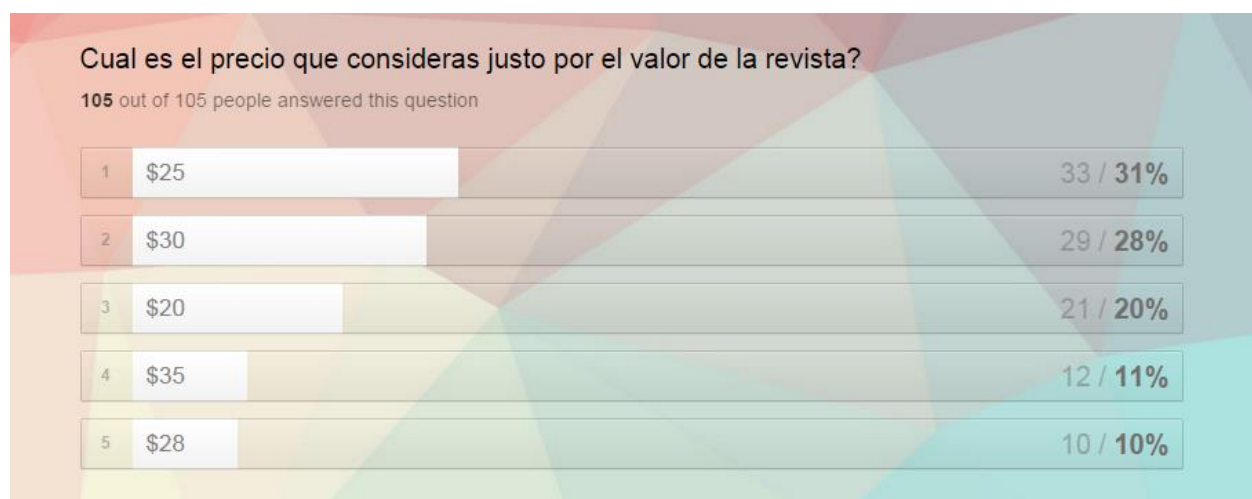 Cual es el precio que consideras justo por el valor de la revista?
105 out of 105 people answered this question
1 $25 33 / 31%
2 $30 29 / 28%
3 $20 21 / 20%
4 $35 12 / 11%
5 $28 10 / 10%